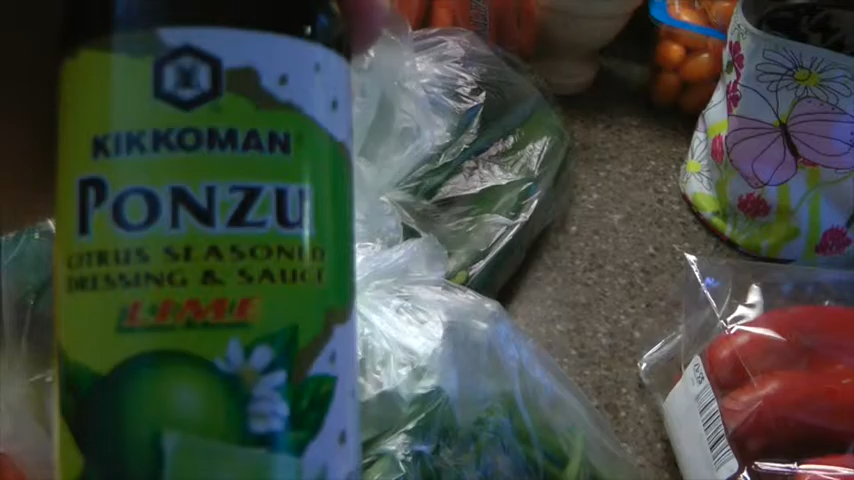 KIKKOMAN
PONZU
CITRUS SEASONED
DRESSING & SAUCE
LIME